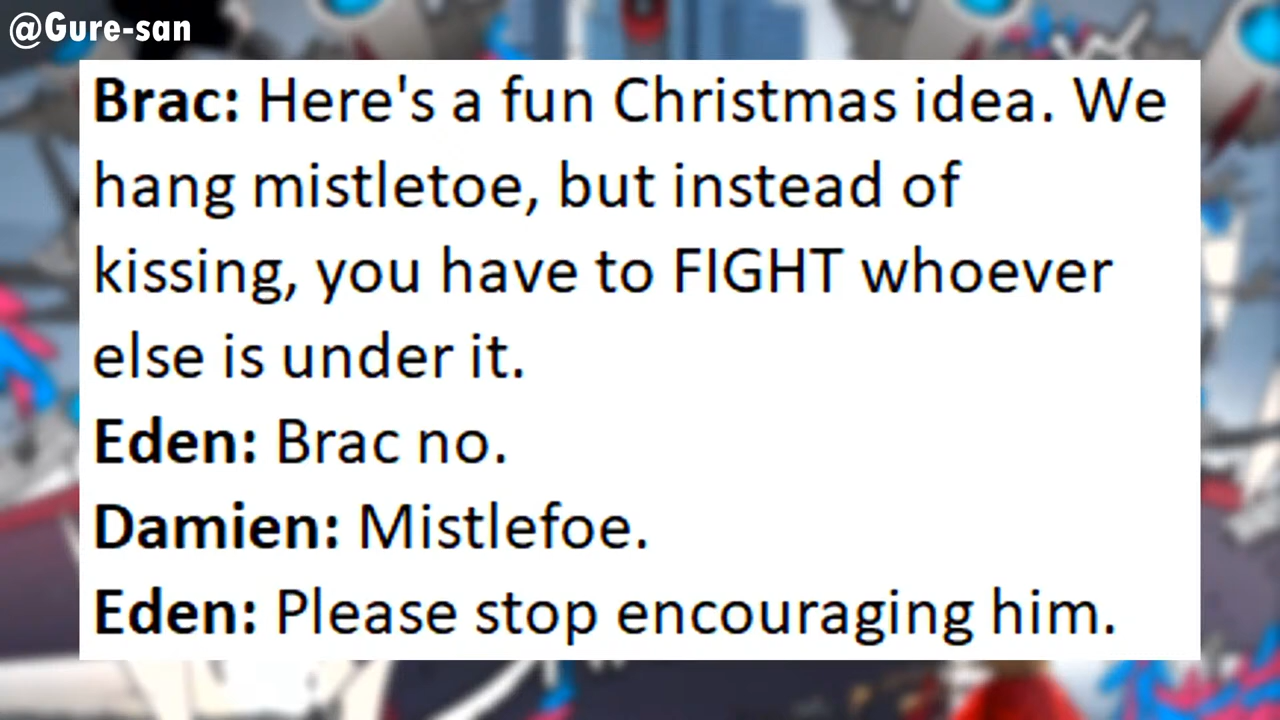 @Gure-san
Brac: Here's a fun Christmas idea. We
hang mistletoe, but instead of
kissing, you have to FIGHT whoever
else is under it.
Eden: Brac no.
Damien: Mistlefoe.
Eden: Please stop encouraging him.